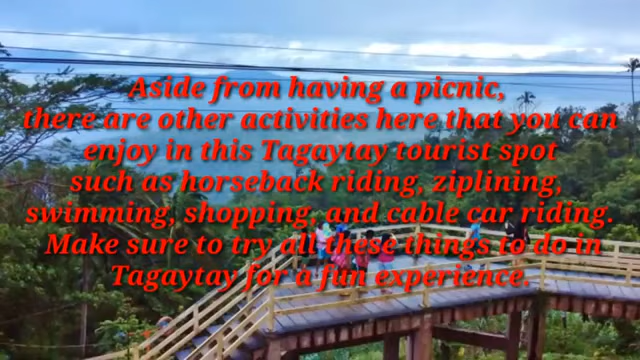 Aside from having a picnic,
there are other activities here that you can
enjoy in this Tagaytay tourist spot
such as horseback riding, ziplining,
swimming, shopping, and cable car riding.
Make sure to try all these things to do in
Tagaytay for a fun experience.